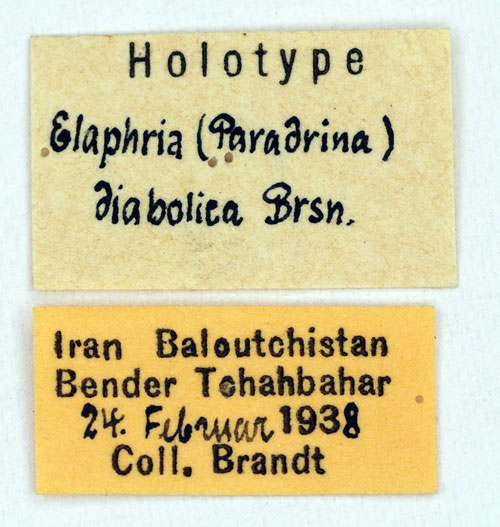 Holotype
Elaphria (Paradrina)
diabolica Brsn.
Iran Baloutchistan
Bender Tchahbahar
24. Februar 1938
Coll. Brandt